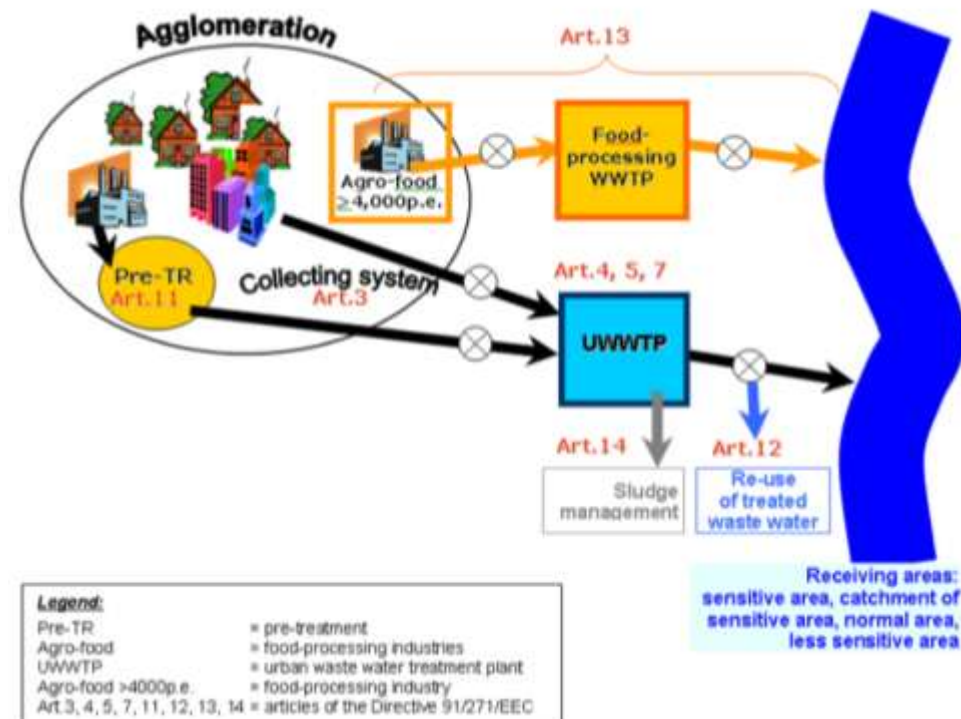 Agglomeration
Art.13
Agro-food
≥4,000p.e.
Food-
processing
WWTP
Pre-TR
Art.11
Collecting system
Art.3
Art.4, 5, 7
UWWTP
Art.14
Art.12
Sludge
management
Re-use
of treated
waste water
Receiving areas:
sensitive area, catchment of
sensitive area, normal area,
less sensitive area
Legend:
Pre-TR = pre-treatment
Agro-food = food-processing industries
UWWTP = urban waste water treatment plant
Agro-food >4000p.e. = food-processing industry
Art.3, 4, 5, 7, 11, 12, 13, 14 = articles of the Directive 91/271/EEC